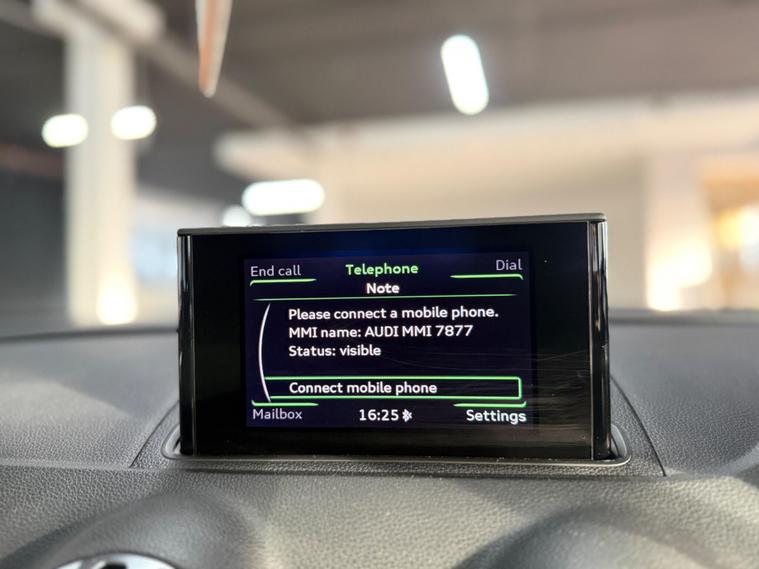 End call Telephone Dial
Note
Please connect a mobile phone.
MMI name: AUDI MMI 7877
Status: visible
Connect mobile phone
Mailbox 16:25 Settings